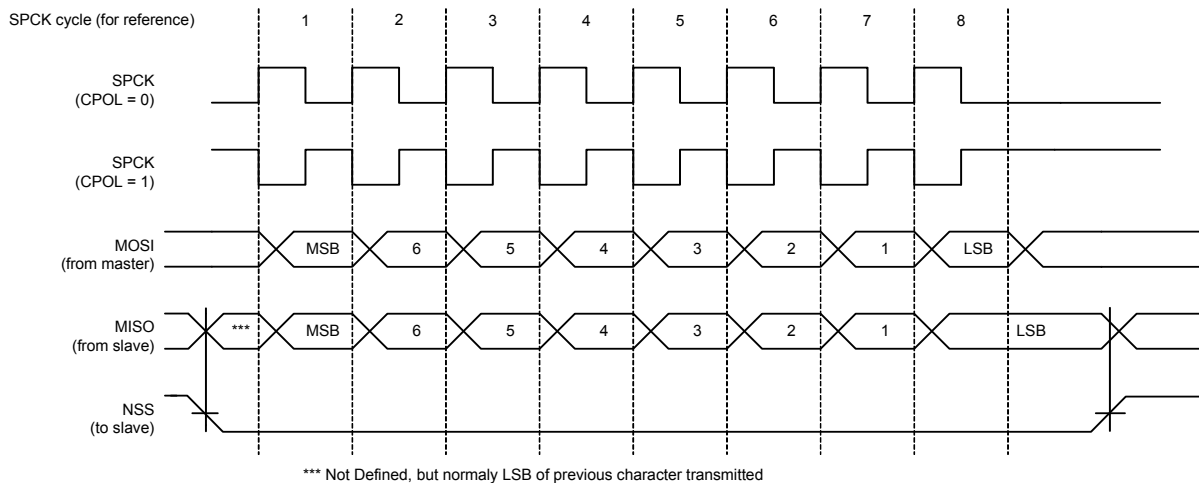 SPCK cycle (for reference) 1 2 3 4 5 6 7 8
SPCK
(CPOL = 0)
SPCK
(CPOL = 1)
MOSI
(from master)
MSB 6 5 4 3 2 1 LSB
MISO
(from slave)
*** MSB 6 5 4 3 2 1 LSB
NSS
(to slave)
*** Not Defined, but normaly LSB of previous character transmitted